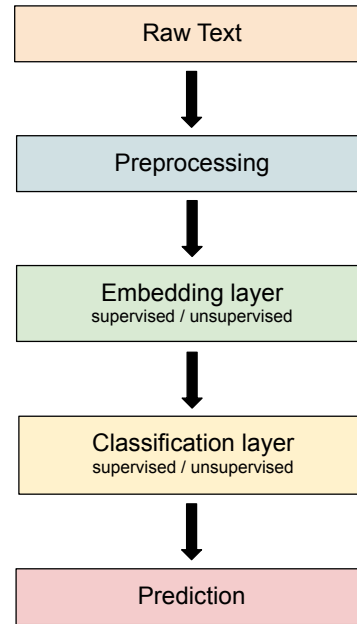 Raw Text
Preprocessing
Embedding layer
supervised / unsupervised
Classification layer
supervised / unsupervised
Prediction